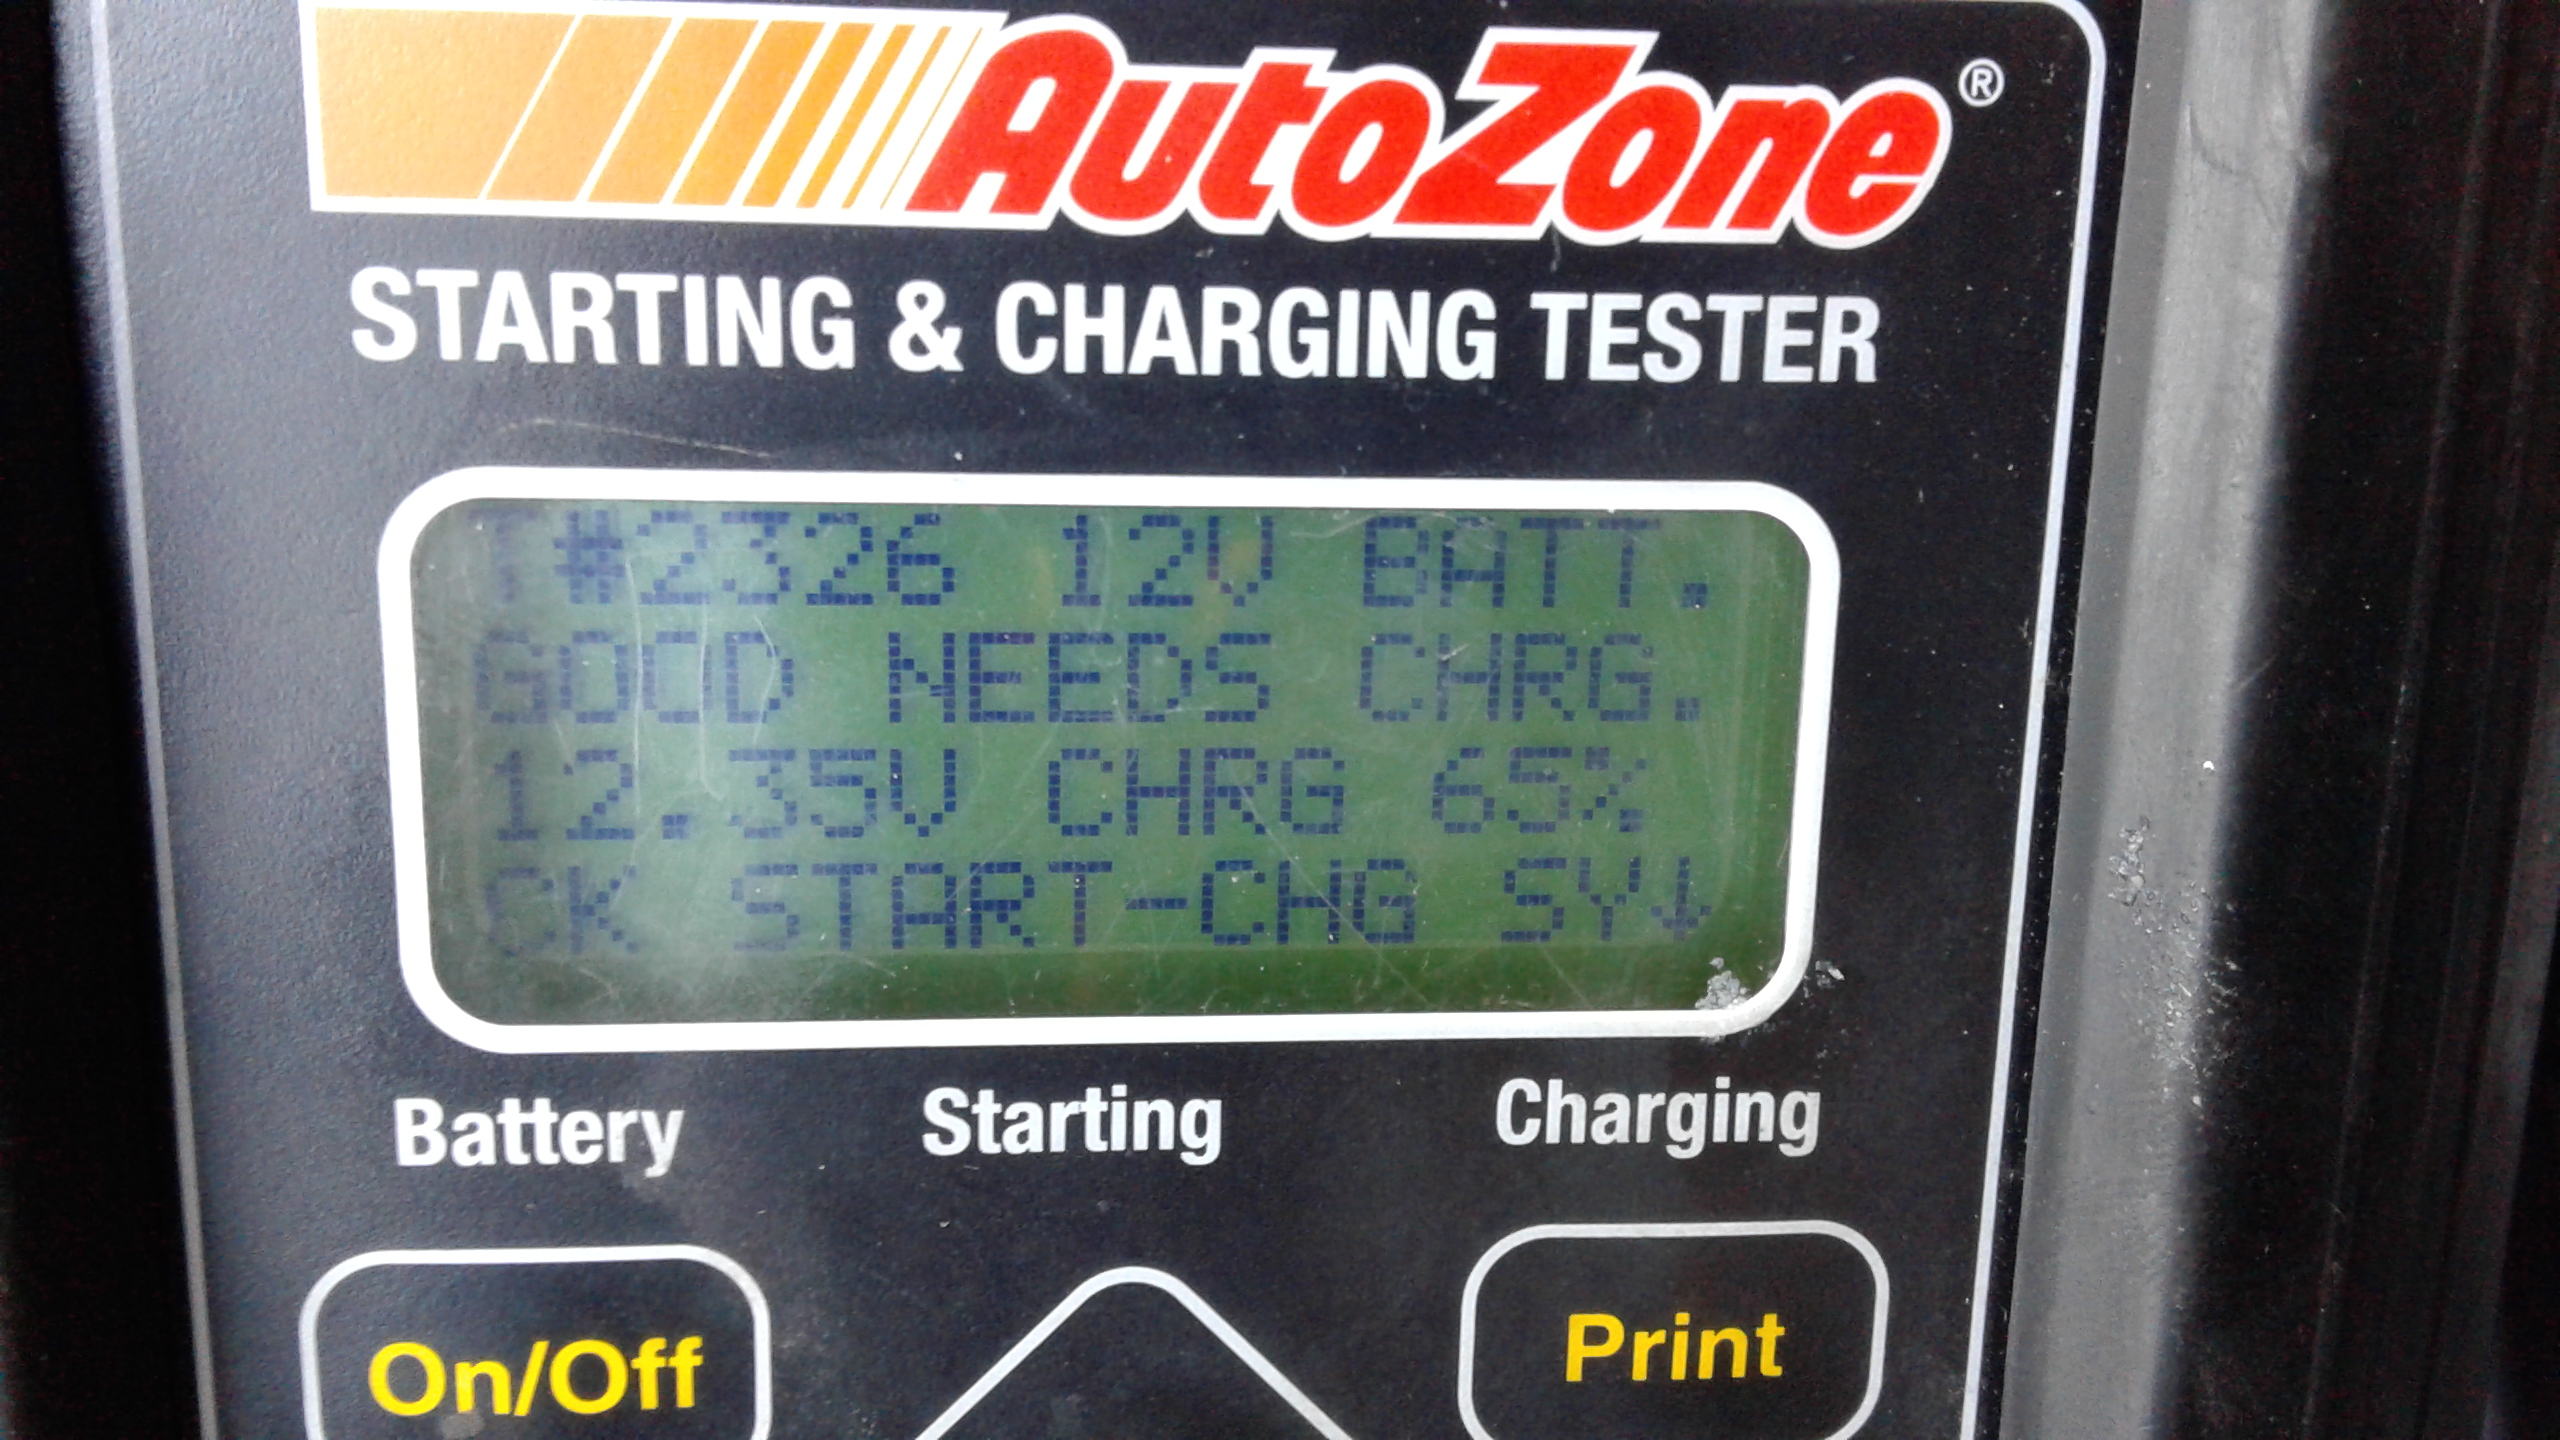 AutoZone®
STARTING & CHARGING TESTER
T#2326 12V BATT.
GOOD NEEDS CHRG.
12.35V CHRG 65%
CK START-CHG SY↓
Battery Starting Charging
On/Off Print